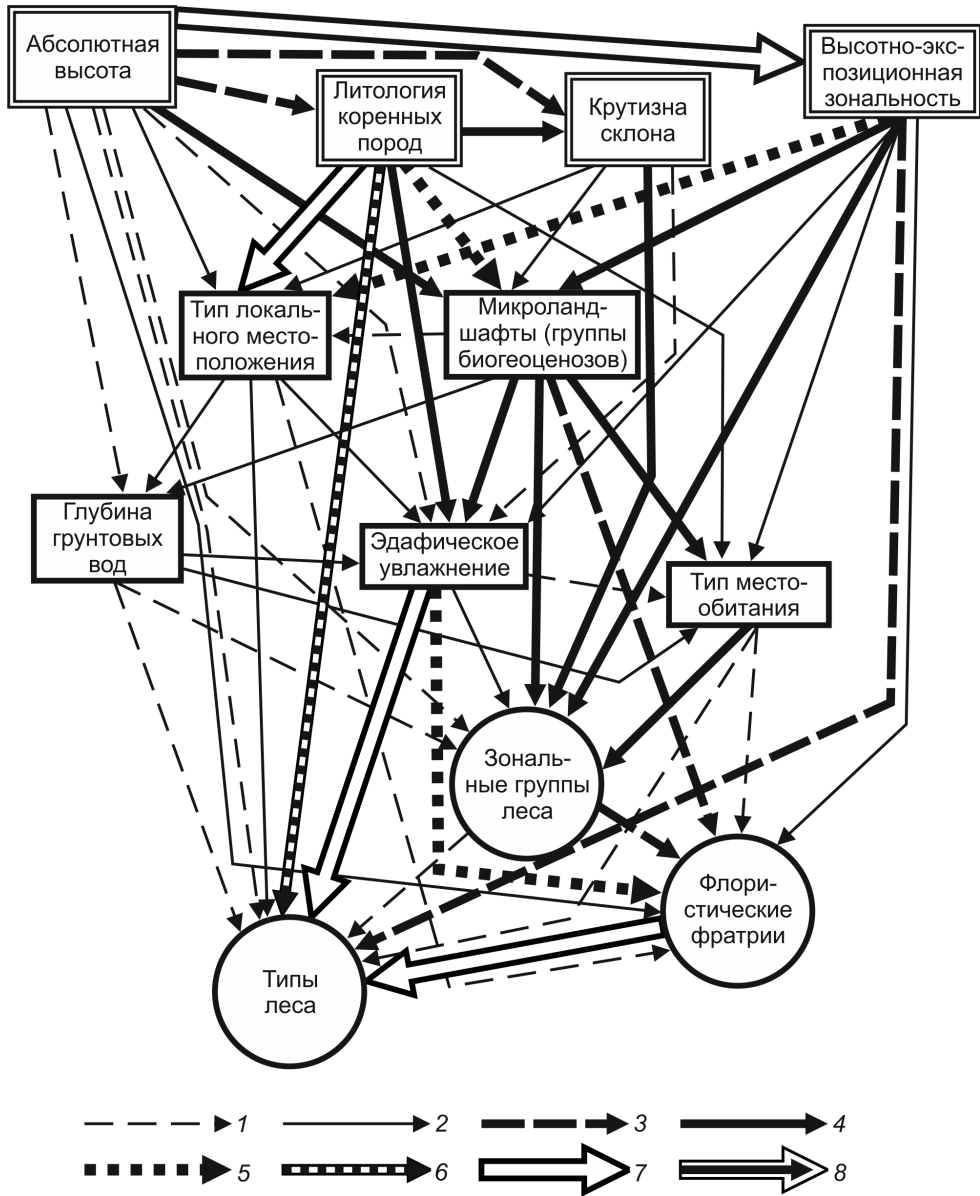 Абсолютная
высота
Высотно-экс-
позиционная
зональность
Литология
коренных
пород
Крутизна
склона
Тип локаль-
ного место-
положения
Микроланд-
шафты (группы
биогеоценозов)
Глубина
грунтовых
вод
Эдафическое
увлажнение
Тип место-
обитания
Зональ-
ные группы
леса
Флори-
стические
фратрии
Типы
леса
1
2
3
4
5
6
7
8